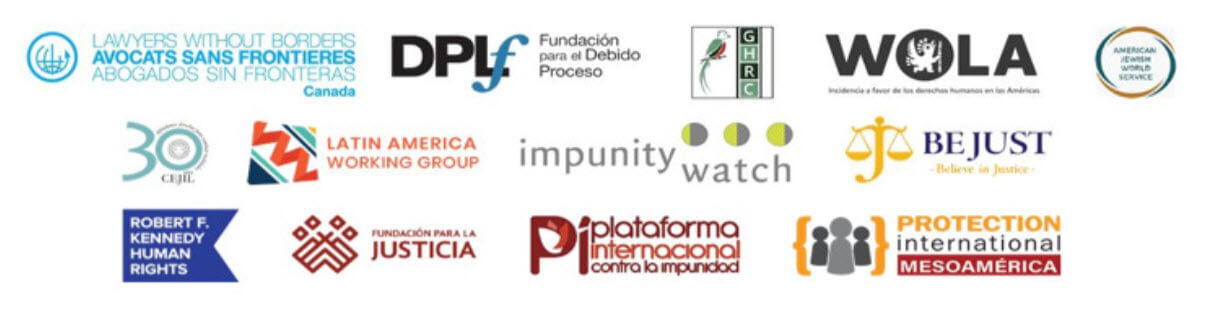 LAWYERS WITHOUT BORDERS
AVOCATS SANS FRONTIERES
ABOGADOS SIN FRONTERAS
Canada
DPLf
Fundación
para el Debido
Proceso
G
H
R
C
WOLA
Incidencia a favor de los derechos humanos en las Américas
AMERICAN
JEWISH
WORLD
SERVICE
30
CEJIL
LATIN AMERICA
WORKING GROUP
impunity
watch
BE JUST
- Believe in Justice -
ROBERT F.
KENNEDY
HUMAN
RIGHTS
FUNDACIÓN PARA LA
JUSTICIA
Pi
plataforma
internacional
contra la impunidad
PROTECTION
international
MESOAMÉRICA